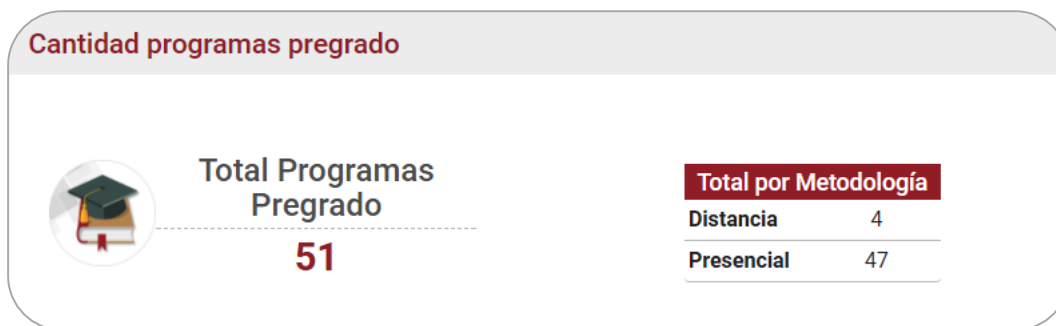 Cantidad programas pregrado
Total Programas
Pregrado
51
Total por Metodología
Distancia 4
Presencial 47